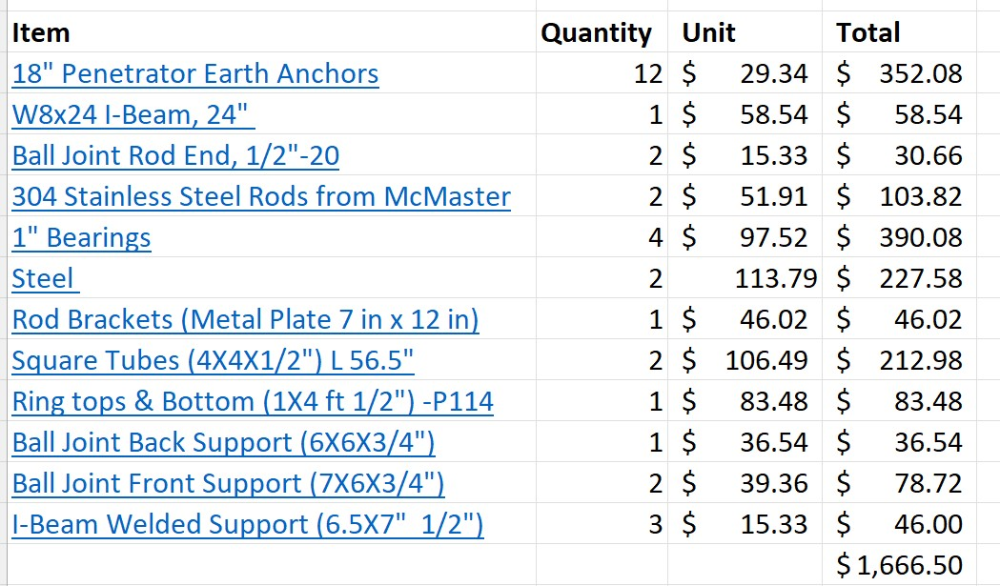 Item Quantity Unit Total
18" Penetrator Earth Anchors 12 $ 29.34 $ 352.08
W8x24 I-Beam, 24" 1 $ 58.54 $ 58.54
Ball Joint Rod End, 1/2"-20 2 $ 15.33 $ 30.66
304 Stainless Steel Rods from McMaster 2 $ 51.91 $ 103.82
1" Bearings 4 $ 97.52 $ 390.08
Steel 2 113.79 $ 227.58
Rod Brackets (Metal Plate 7 in x 12 in) 1 $ 46.02 $ 46.02
Square Tubes (4X4X1/2") L 56.5" 2 $ 106.49 $ 212.98
Ring tops & Bottom (1X4 ft 1/2") -P114 1 $ 83.48 $ 83.48
Ball Joint Back Support (6X6X3/4") 1 $ 36.54 $ 36.54
Ball Joint Front Support (7X6X3/4") 2 $ 39.36 $ 78.72
I-Beam Welded Support (6.5X7" 1/2") 3 $ 15.33 $ 46.00
$ 1,666.50